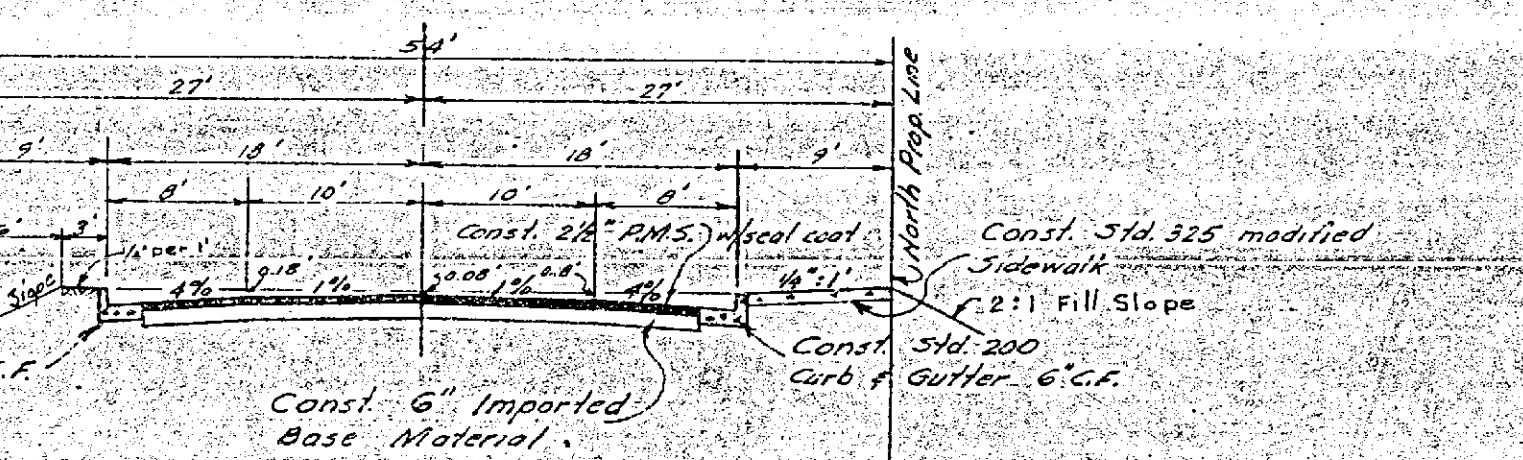 54'
27' 27'
9' 18' 18' 9'
8' 10' 10' 8'
North Prop. Line
3'
Const. 2½" P.M.S. w/seal coat
Const. Std. 325 modified
Sidewalk
¼" per 1'
Slope
4% 0.18' 1% 0.08' 1% 4% ¼":1'
2:1 Fill Slope
Const. Std. 200
Curb & Gutter 6" C.F.
C.F.
Const. 6" Imported
Base Material.